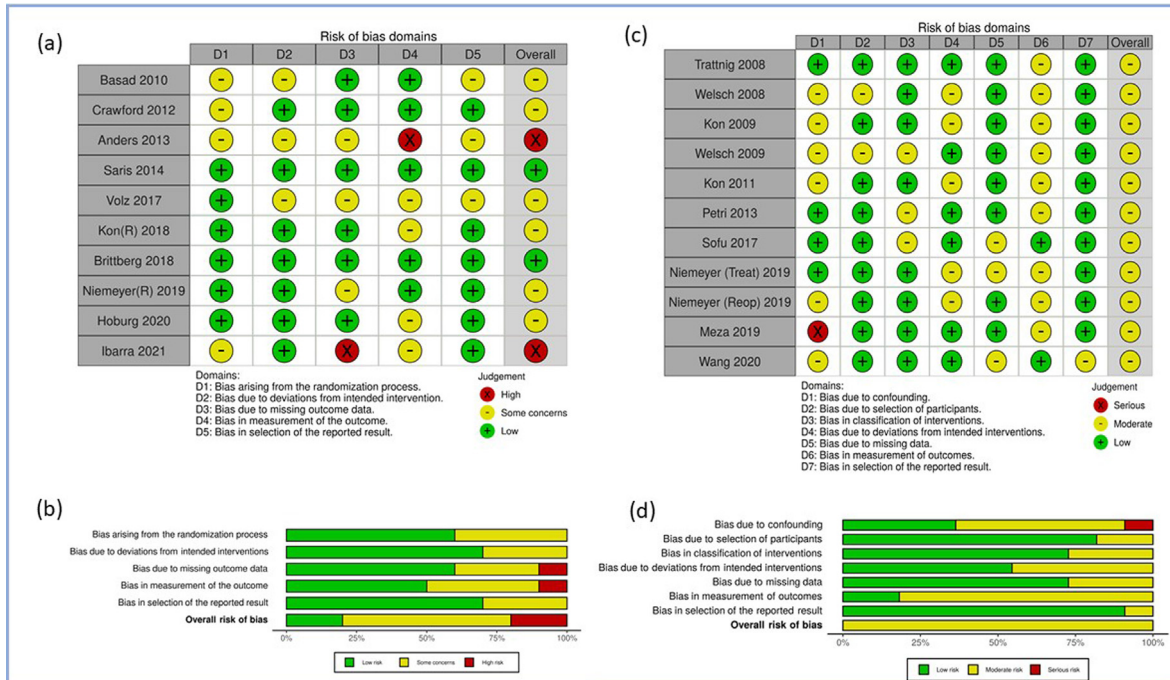 (a)
Risk of bias domains
D1 D2 D3 D4 D5 Overall
Basad 2010 - - + + - -
Crawford 2012 - + + + + -
Anders 2013 - - - X - X
Saris 2014 + + + + + +
Volz 2017 + - - - - -
Kon(R) 2018 + + + - + -
Brittberg 2018 + + + + + +
Niemeyer(R) 2019 + + - + + -
Hoburg 2020 + + + - + -
Ibarra 2021 - + X - + X
Domains:
D1: Bias arising from the randomization process.
D2: Bias due to deviations from intended intervention.
D3: Bias due to missing outcome data.
D4: Bias in measurement of the outcome.
D5: Bias in selection of the reported result.
Judgement
X High
- Some concerns
+ Low
(c)
Risk of bias domains
D1 D2 D3 D4 D5 D6 D7 Overall
Trattnig 2008 + + + + + - + -
Welsch 2008 - - + - + - + -
Kon 2009 - + + - + - + -
Welsch 2009 - - - + + - + -
Kon 2011 - + + - + - + -
Petri 2013 + + - + + - + -
Sofu 2017 + + - + - + + -
Niemeyer (Treat) 2019 + + + - - - + -
Niemeyer (Reop) 2019 - + + - + - + -
Meza 2019 X + + + + - + -
Wang 2020 - + + + - + - -
Domains:
D1: Bias due to confounding.
D2: Bias due to selection of participants.
D3: Bias in classification of interventions.
D4: Bias due to deviations from intended interventions.
D5: Bias due to missing data.
D6: Bias in measurement of outcomes.
D7: Bias in selection of the reported result.
Judgement
X Serious
- Moderate
+ Low
(b)
Bias arising from the randomization process
Bias due to deviations from intended interventions
Bias due to missing outcome data
Bias in measurement of the outcome
Bias in selection of the reported result
Overall risk of bias
0% 25% 50% 75% 100%
Low risk Some concerns High risk
(d)
Bias due to confounding
Bias due to selection of participants
Bias in classification of interventions
Bias due to deviations from intended interventions
Bias due to missing data
Bias in measurement of outcomes
Bias in selection of the reported result
Overall risk of bias
0% 25% 50% 75% 100%
Low risk Moderate risk Serious risk